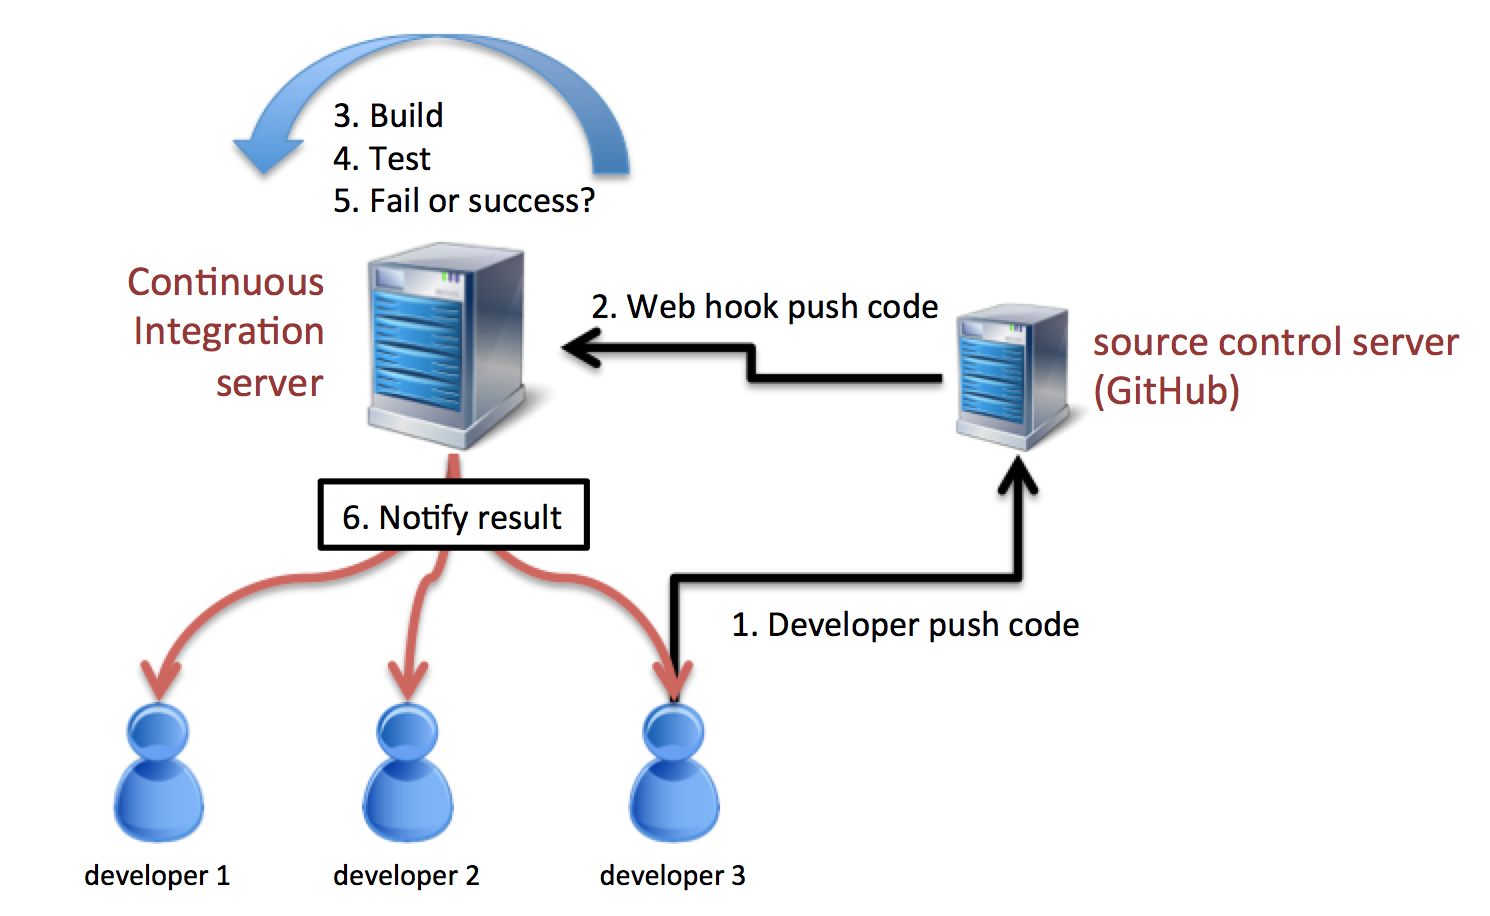 3. Build
4. Test
5. Fail or success?
Continuous
Integration
server
2. Web hook push code
source control server
(GitHub)
6. Notify result
1. Developer push code
developer 1
developer 2
developer 3